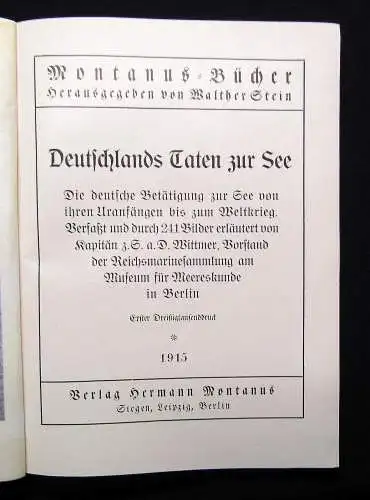 Montanus-Bücher
Herausgegeben von Walther Stein
Deutschlands Taten zur See
Die deutsche Betätigung zur See von
ihren Uranfängen bis zum Weltkrieg.
Verfaßt und durch 241 Bilder erläutert von
Kapitän z. S. a. D. Wittmer, Vorstand
der Reichsmarinesammlung am
Museum für Meereskunde
in Berlin
Erster Dreißigtausenddruck
*
1915
Verlag Hermann Montanus
Siegen, Leipzig, Berlin